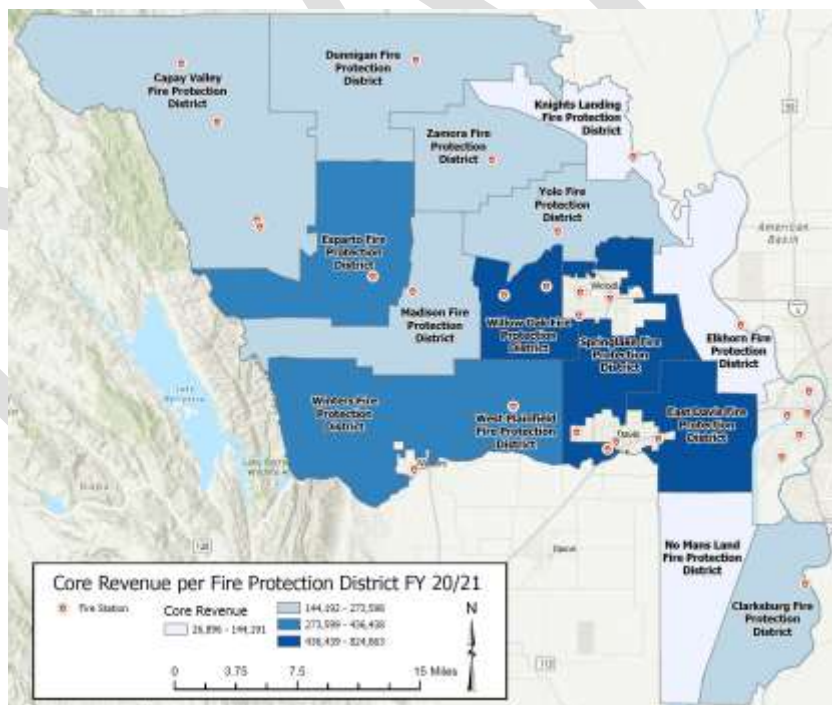 Capay Valley
Fire Protection
District
Dunnigan Fire
Protection
District
Knights Landing
Fire Protection
District
Zamora Fire
Protection
District
Yolo Fire
Protection
District
Esparto Fire
Protection
District
Madison Fire
Protection
District
Willow Oak Fire
Protection
District
Springlake Fire
Protection
District
Elkhorn Fire
Protection
District
American
Basin
Winters Fire
Protection
District
West Plainfield
Fire Protection
District
East Davis Fire
Protection
District
Davis
Winters
No Mans Land
Fire Protection
District
Clarksburg Fire
Protection
District
Core Revenue per Fire Protection District FY 20/21
Fire Station
Core Revenue
26,896 - 144,191
144,192 - 273,598
273,599 - 436,438
436,439 - 824,863
N
0 3.75 7.5 15 Miles